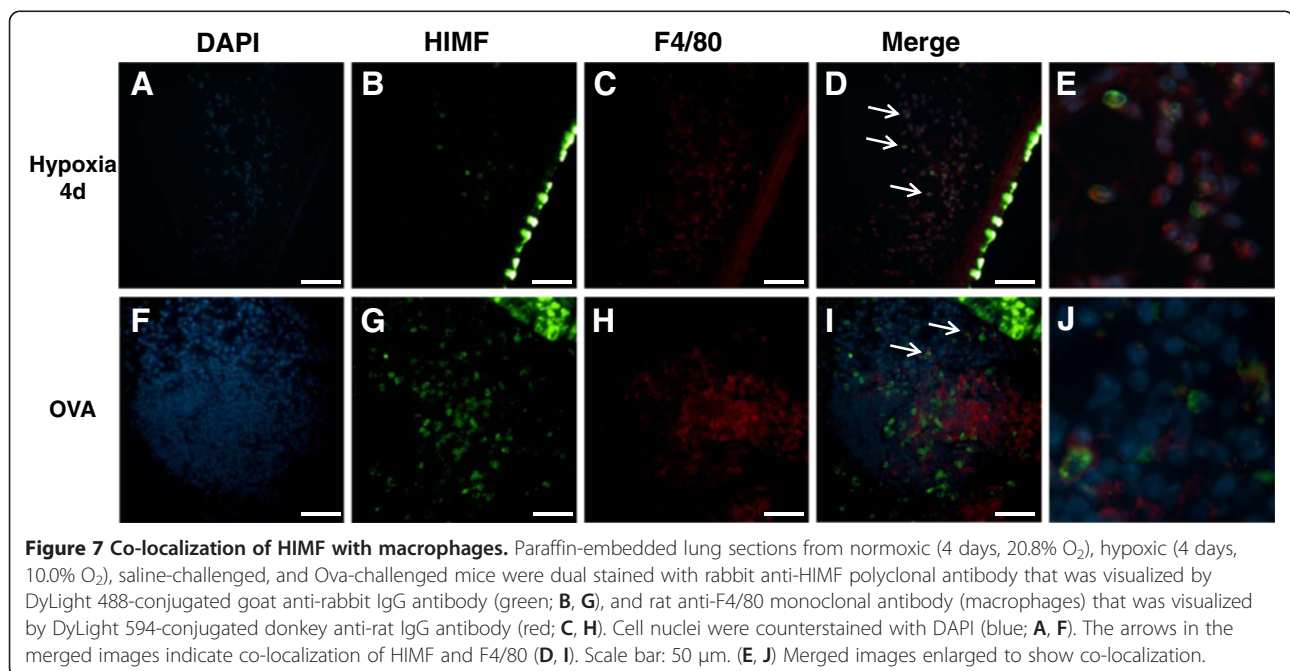 DAPI HIMF F4/80 Merge
A B C D E
Hypoxia
4d
F G H I J
OVA
Figure 7 Co-localization of HIMF with macrophages. Paraffin-embedded lung sections from normoxic (4 days, 20.8% O₂), hypoxic (4 days,
10.0% O₂), saline-challenged, and Ova-challenged mice were dual stained with rabbit anti-HIMF polyclonal antibody that was visualized by
DyLight 488-conjugated goat anti-rabbit IgG antibody (green; B, G), and rat anti-F4/80 monoclonal antibody (macrophages) that was visualized
by DyLight 594-conjugated donkey anti-rat IgG antibody (red; C, H). Cell nuclei were counterstained with DAPI (blue; A, F). The arrows in the
merged images indicate co-localization of HIMF and F4/80 (D, I). Scale bar: 50 μm. (E, J) Merged images enlarged to show co-localization.